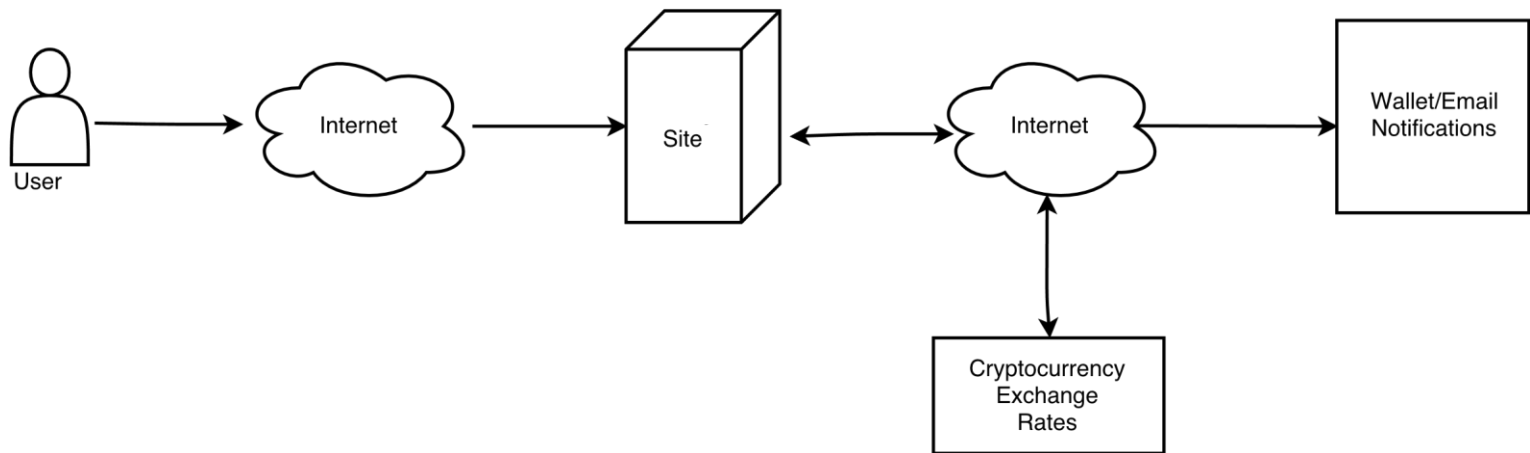 User
Internet
Site
Internet
Wallet/Email
Notifications
Cryptocurrency
Exchange
Rates